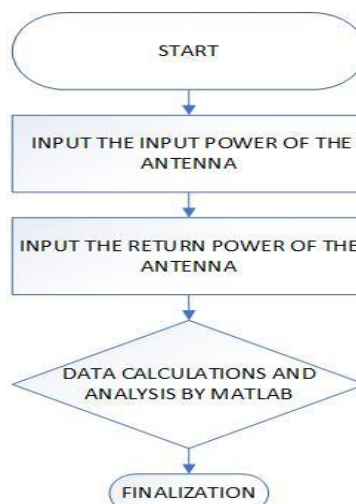 START
INPUT THE INPUT POWER OF THE
ANTENNA
INPUT THE RETURN POWER OF THE
ANTENNA
DATA CALCULATIONS AND
ANALYSIS BY MATLAB
FINALIZATION